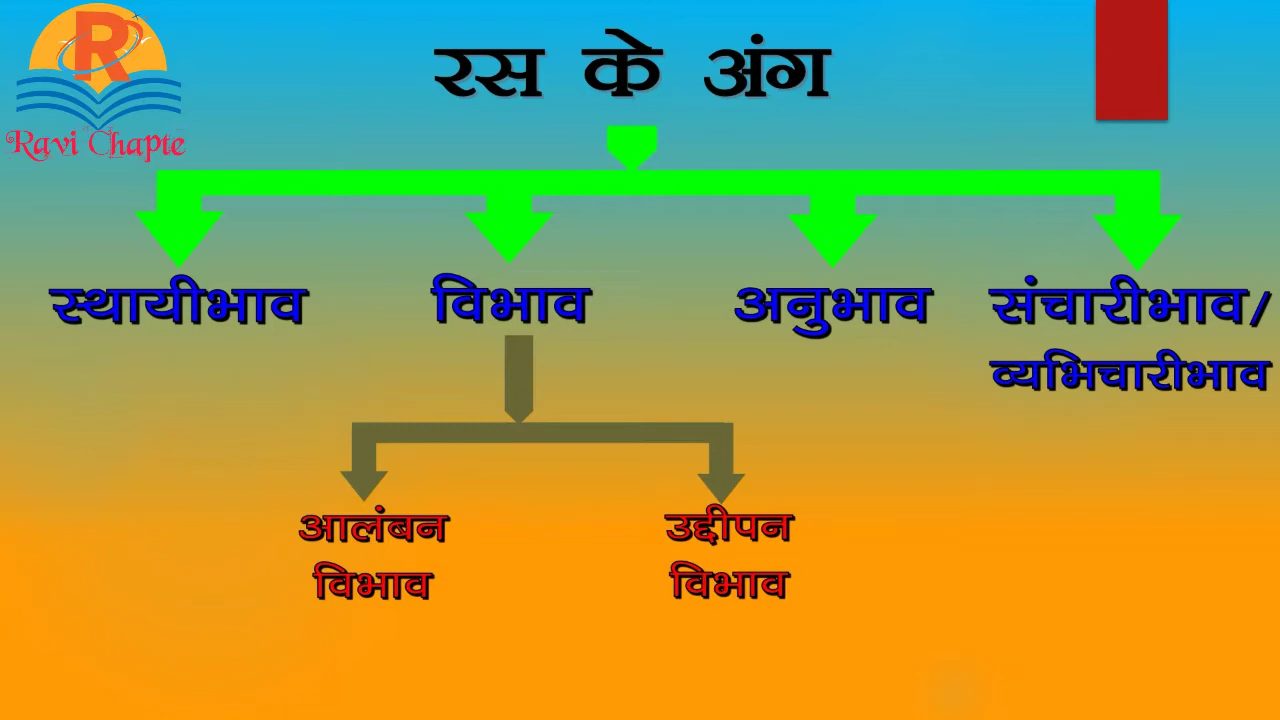 R
Ravi Chapte
रस के अंग
स्थायीभाव
विभाव
अनुभाव
संचारीभाव/
व्यभिचारीभाव
आलंबन
विभाव
उद्दीपन
विभाव